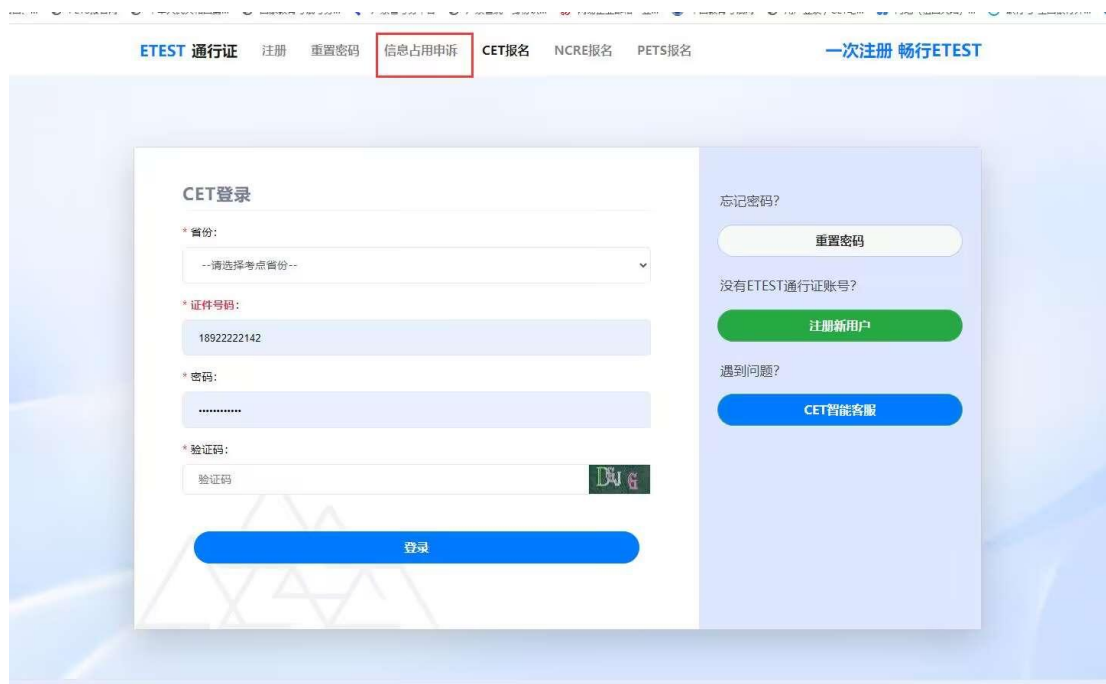 ETEST 通行证 注册 重置密码 信息占用申诉 CET报名 NCRE报名 PETS报名 一次注册 畅行ETEST
CET登录
* 省份：
--请选择考点省份--
* 证件号码：
18922222142
* 密码：
••••••••••••
* 验证码：
验证码
登录
忘记密码？
重置密码
没有ETEST通行证账号？
注册新用户
遇到问题？
CET智能客服